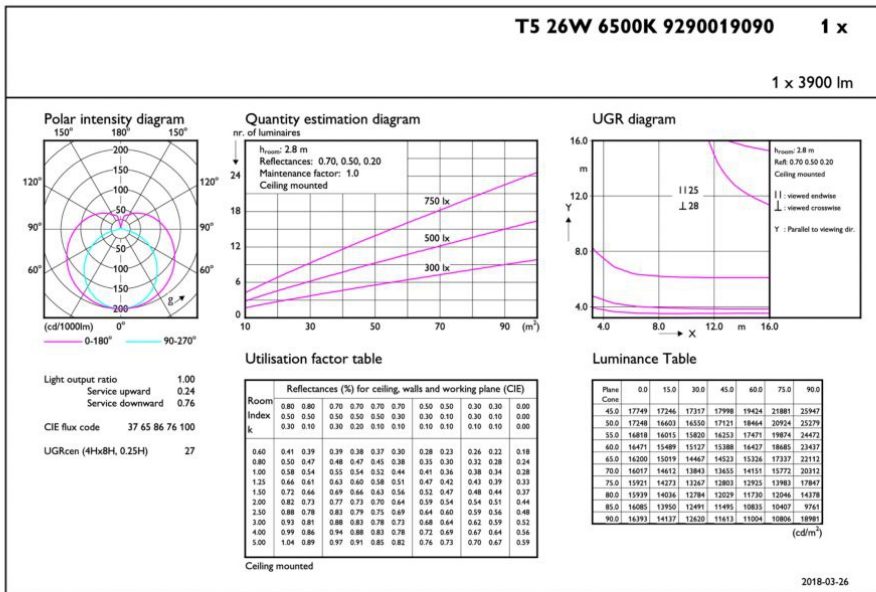 T5 26W 6500K 9290019090 1 x
1 x 3900 lm
Polar intensity diagram
150° 180° 150°
120° 120°
90° 90°
60° 60°
200
150
100
50
50
100
150
200
g
(cd/1000lm) 0°
0-180° 90-270°
Light output ratio 1.00
Service upward 0.24
Service downward 0.76
CIE flux code 37 65 86 76 100
UGRcen (4Hx8H, 0.25H) 27
Quantity estimation diagram
nr. of luminaires
hroom: 2.8 m
Reflectances: 0.70, 0.50, 0.20
Maintenance factor: 1.0
Ceiling mounted
24
18
12
6
0
750 lx
500 lx
300 lx
10 30 50 70 90 (m²)
Utilisation factor table
Room
Index
k
Reflectances (%) for ceiling, walls and working plane (CIE)
0.80 0.80 0.70 0.70 0.70 0.70 0.50 0.50 0.30 0.30 0.00
0.50 0.50 0.50 0.50 0.50 0.30 0.30 0.10 0.30 0.10 0.00
0.30 0.10 0.30 0.20 0.10 0.10 0.10 0.10 0.10 0.10 0.00
0.60 0.41 0.39 0.39 0.38 0.37 0.30 0.28 0.23 0.26 0.22 0.18
0.80 0.50 0.47 0.48 0.47 0.45 0.38 0.35 0.30 0.32 0.28 0.24
1.00 0.58 0.54 0.55 0.54 0.52 0.44 0.41 0.36 0.38 0.34 0.28
1.25 0.66 0.61 0.63 0.60 0.58 0.51 0.47 0.42 0.43 0.39 0.33
1.50 0.72 0.66 0.69 0.66 0.63 0.56 0.52 0.47 0.48 0.44 0.37
2.00 0.82 0.73 0.77 0.73 0.70 0.64 0.59 0.54 0.54 0.51 0.44
2.50 0.88 0.78 0.83 0.79 0.75 0.69 0.64 0.60 0.59 0.56 0.48
3.00 0.93 0.81 0.88 0.83 0.78 0.73 0.68 0.64 0.62 0.59 0.52
4.00 0.99 0.86 0.94 0.88 0.83 0.78 0.72 0.69 0.67 0.64 0.56
5.00 1.04 0.89 0.97 0.91 0.85 0.82 0.76 0.73 0.70 0.67 0.59
Ceiling mounted
UGR diagram
16.0
m
12.0
Y
8.0
4.0
||25
⊥28
4.0 8.0 12.0 m 16.0
X
hroom: 2.8 m
Refl: 0.70 0.50 0.20
Ceiling mounted
|| : viewed endwise
⊥ : viewed crosswise
Y : Parallel to viewing dir.
Luminance Table
Plane 0.0 15.0 30.0 45.0 60.0 75.0 90.0
Cone
45.0 17749 17246 17317 17998 19424 21881 25947
50.0 17248 16603 16550 17121 18464 20924 25279
55.0 16818 16015 15820 16253 17471 19874 24472
60.0 16471 15489 15127 15388 16427 18685 23437
65.0 16200 15019 14467 14523 15326 17337 22112
70.0 16017 14612 13843 13655 14151 15772 20312
75.0 15921 14273 13267 12803 12925 13983 17847
80.0 15939 14036 12784 12029 11730 12046 14378
85.0 16085 13950 12491 11495 10835 10407 9761
90.0 16393 14137 12620 11613 11004 10806 18981
(cd/m²)
2018-03-26